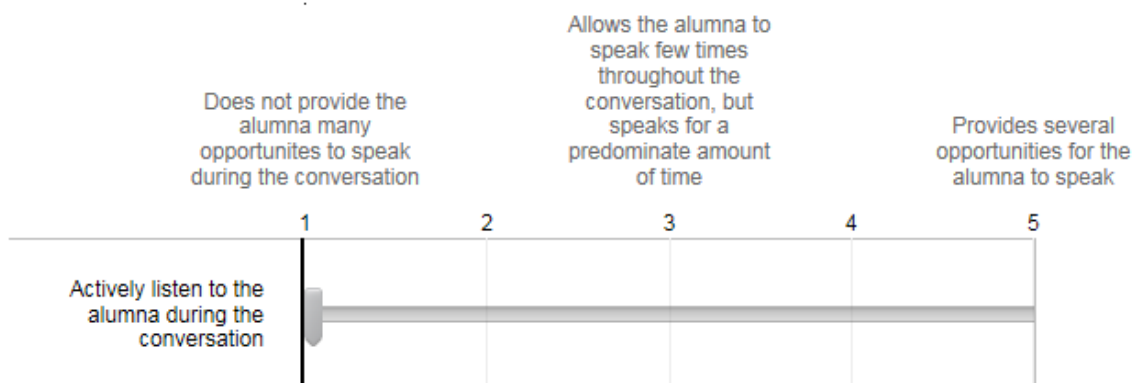 Does not provide the
alumna many
opportunites to speak
during the conversation
Allows the alumna to
speak few times
throughout the
conversation, but
speaks for a
predominate amount
of time
Provides several
opportunities for the
alumna to speak
1 2 3 4 5
Actively listen to the
alumna during the
conversation